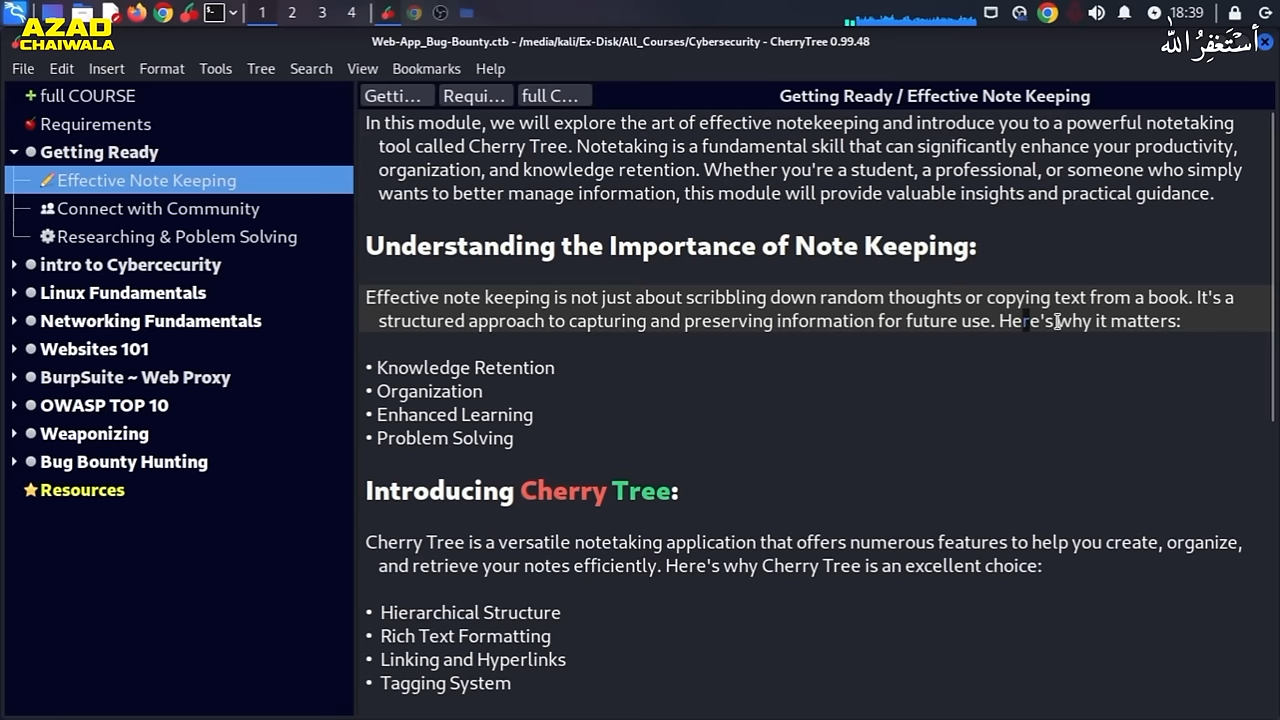 1 2 3 4
18:39
AZAD
CHAIWALA
أستغفر الله
Web-App_Bug-Bounty.ctb - /media/kali/Ex-Disk/All_Courses/Cybersecurity - CherryTree 0.99.48
File Edit Insert Format Tools Tree Search View Bookmarks Help
full COURSE
Requirements
Getting Ready
Effective Note Keeping
Connect with Community
Researching & Poblem Solving
intro to Cybercecurity
Linux Fundamentals
Networking Fundamentals
Websites 101
BurpSuite ~ Web Proxy
OWASP TOP 10
Weaponizing
Bug Bounty Hunting
Resources
Getti... Requi... full C... Getting Ready / Effective Note Keeping
In this module, we will explore the art of effective notekeeping and introduce you to a powerful notetaking
tool called Cherry Tree. Notetaking is a fundamental skill that can significantly enhance your productivity,
organization, and knowledge retention. Whether you're a student, a professional, or someone who simply
wants to better manage information, this module will provide valuable insights and practical guidance.
Understanding the Importance of Note Keeping:
Effective note keeping is not just about scribbling down random thoughts or copying text from a book. It's a
structured approach to capturing and preserving information for future use. Here's why it matters:
• Knowledge Retention
• Organization
• Enhanced Learning
• Problem Solving
Introducing Cherry Tree:
Cherry Tree is a versatile notetaking application that offers numerous features to help you create, organize,
and retrieve your notes efficiently. Here's why Cherry Tree is an excellent choice:
• Hierarchical Structure
• Rich Text Formatting
• Linking and Hyperlinks
• Tagging System